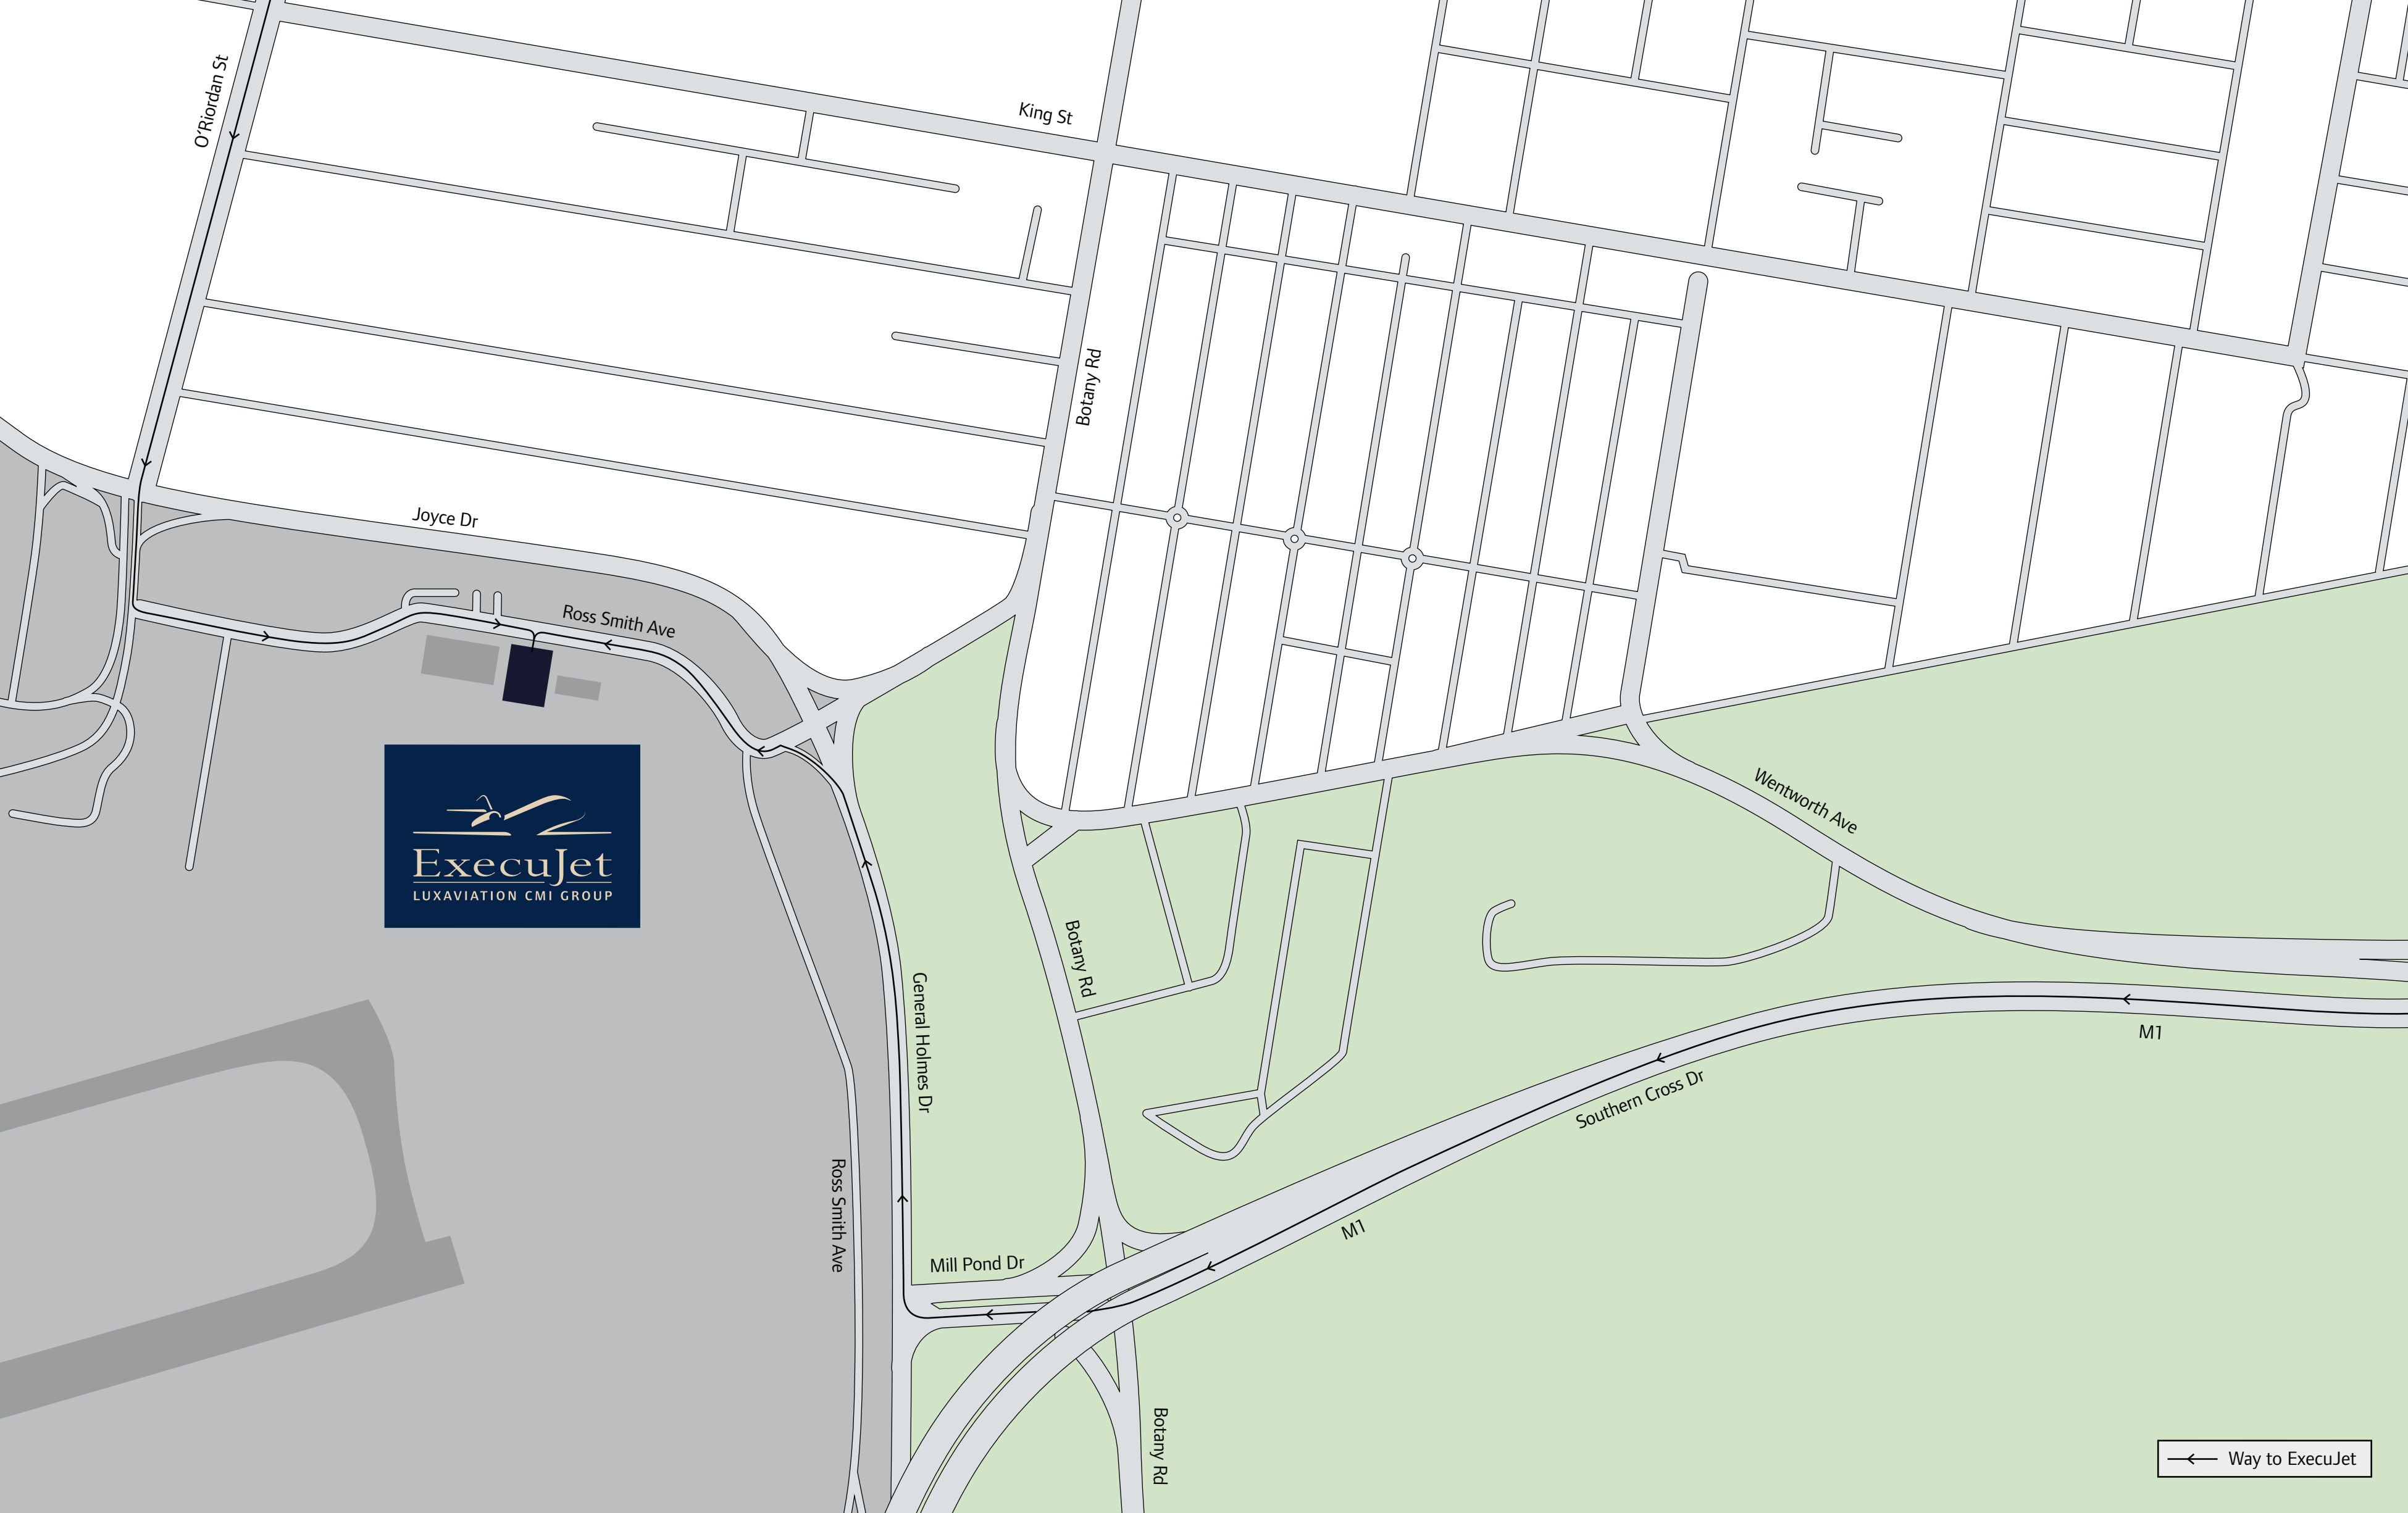 O'Riordan St
King St
Botany Rd
Joyce Dr
Ross Smith Ave
Wentworth Ave
ExecuJet
LUXAVIATION CMI GROUP
Botany Rd
General Holmes Dr
M1
Southern Cross Dr
Ross Smith Ave
M1
Mill Pond Dr
Botany Rd
Way to ExecuJet